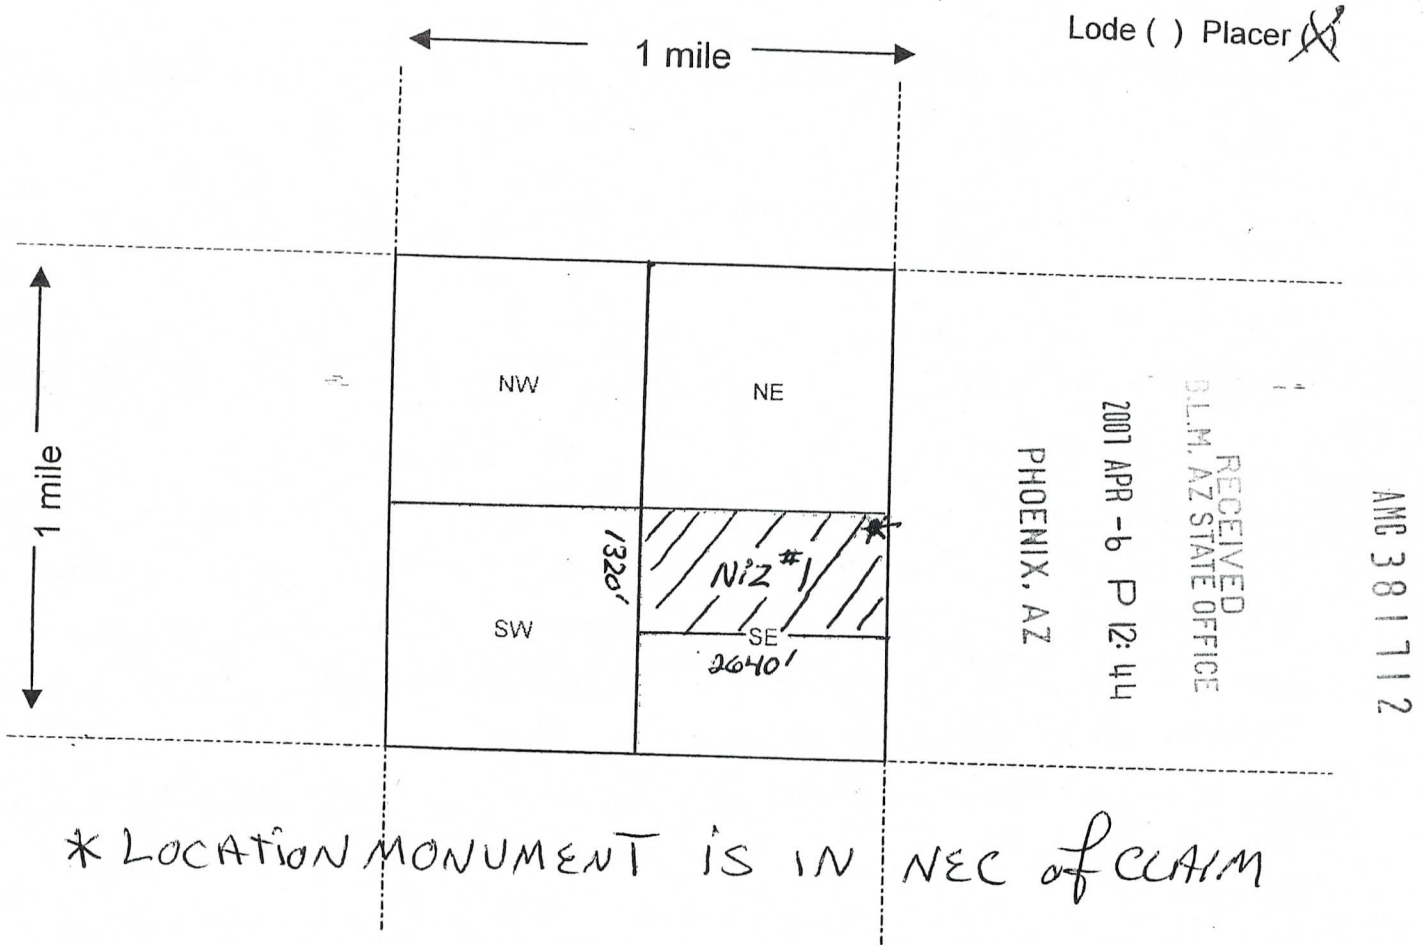 Lode ( ) Placer (X)
1 mile
1 mile
NW
NE
SW
SE
NiZ #1
1320'
2640'
RECEIVED
B.L.M. AZ STATE OFFICE
2007 APR -6 P 12:44
PHOENIX, AZ
AMC 381712
* LOCATION MONUMENT IS IN NEC of CLAIM